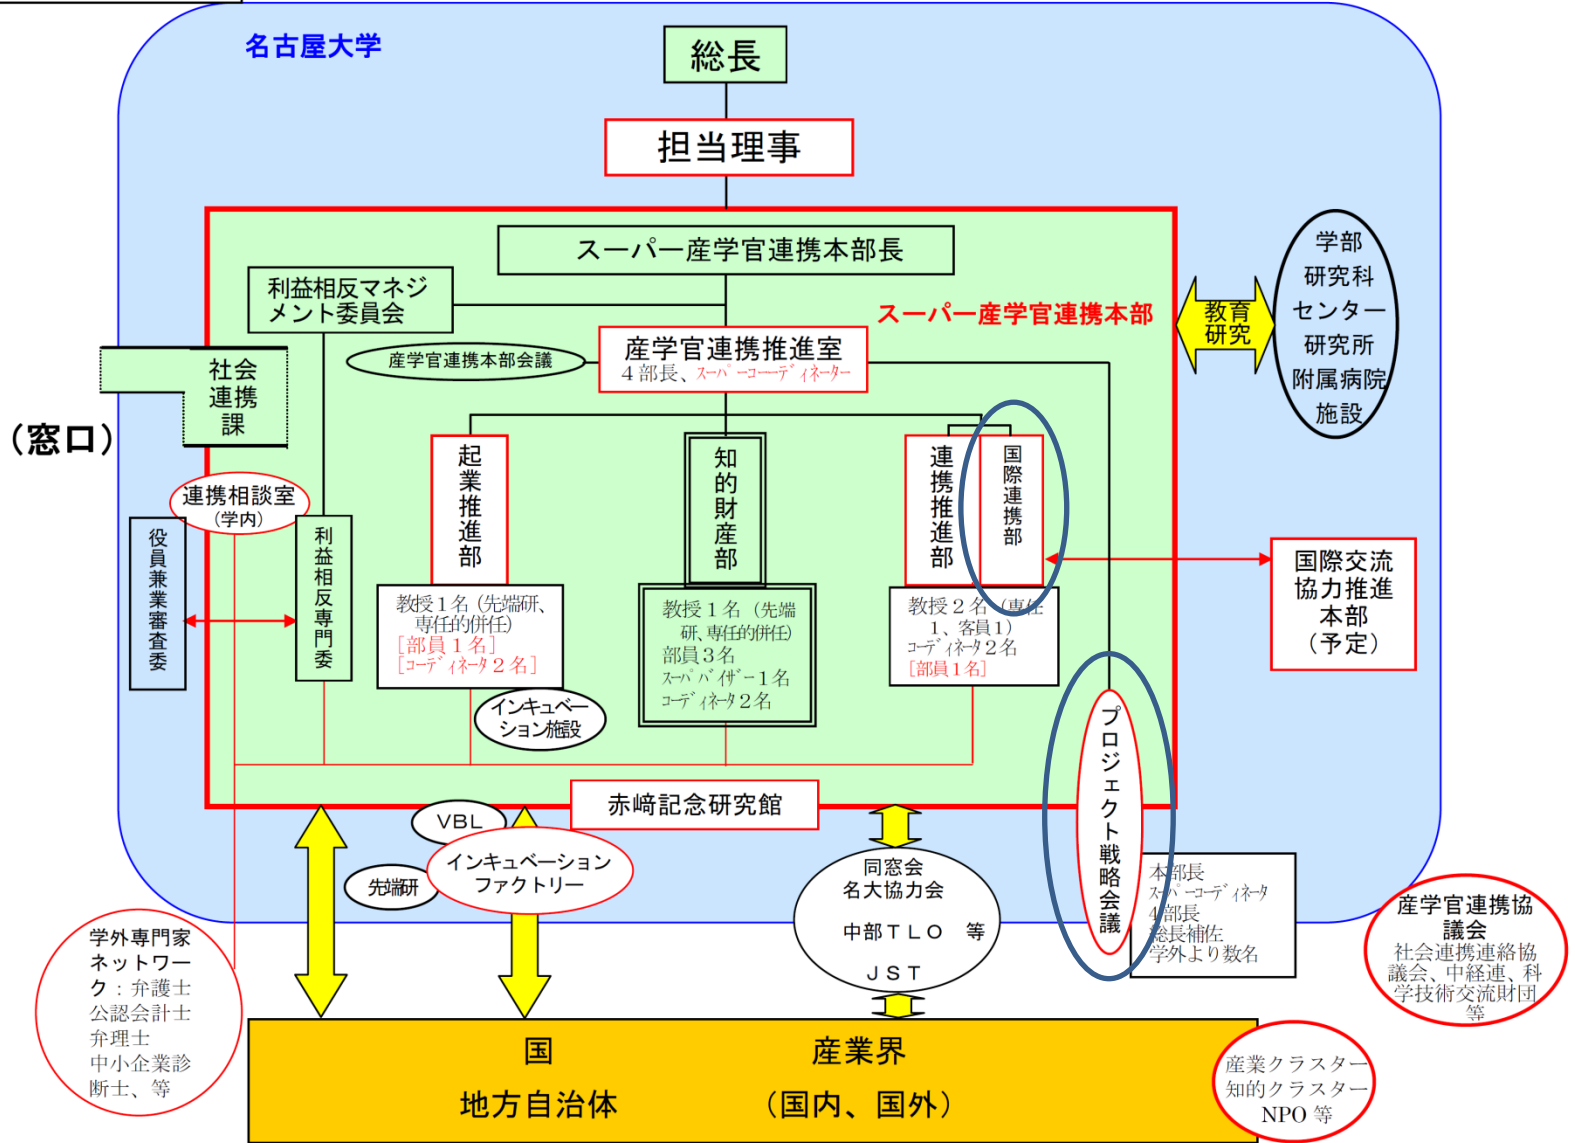 名古屋大学
総長
担当理事
スーパー産学官連携本部長
利益相反マネジ
メント委員会
スーパー産学官連携本部
産学官連携推進室
4部長、スーパーコーディネーター
産学官連携本部会議
教育
研究
学部
研究科
センター
研究所
附属病院
施設
社会
連携
課
(窓口)
連携相談室
(学内)
役員兼業審査委
利益相反専門委
起業推進部
知的財産部
連携推進部
国際連携部
教授1名(先端研、
専任的併任)
[部員1名]
[コーディネータ2名]
教授1名(先端
研、専任的併任)
部員3名
スーパバイザー1名
コーディネータ2名
教授2名(専任
1、客員1)
コーディネータ2名
[部員1名]
国際交流
協力推進
本部
(予定)
インキュベー
ション施設
プロジェクト戦略会議
赤﨑記念研究館
VBL
インキュベーション
ファクトリー
先端研
同窓会
名大協力会
中部TLO 等
JST
本部長
スーパーコーディネータ
4部長
総長補佐
学外より数名
産学官連携協
議会
社会連携連絡協
議会、中経連、科
学技術交流財団
等
学外専門家
ネットワー
ク:弁護士
公認会計士
弁理士
中小企業診
断士、等
国
産業界
地方自治体
(国内、国外)
産業クラスター
知的クラスター
NPO 等